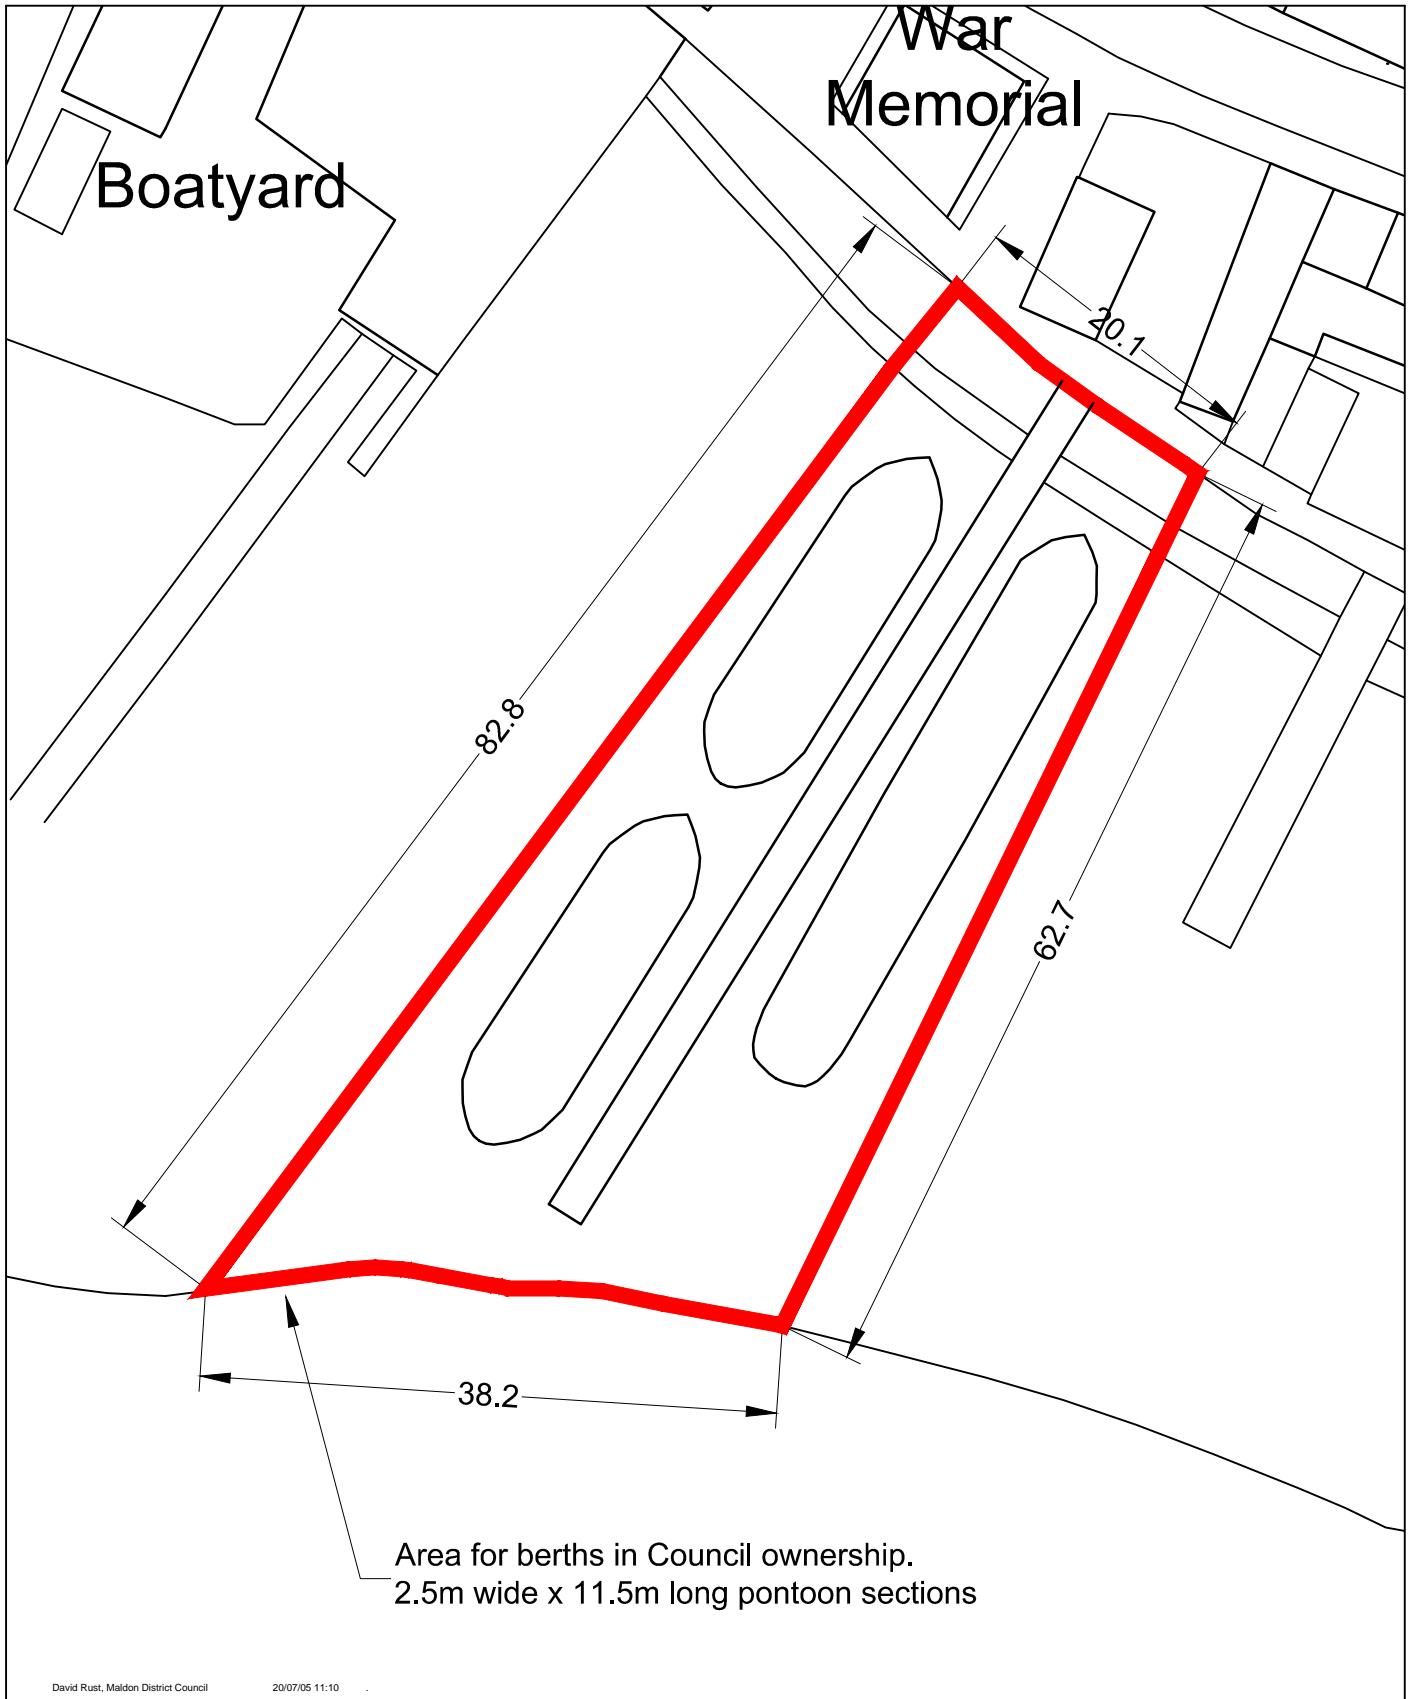 War
Memorial
Boatyard
20.1
82.8
62.7
38.2
Area for berths in Council ownership.
2.5m wide x 11.5m long pontoon sections
David Rust, Maldon District Council 20/07/05 11:10 .